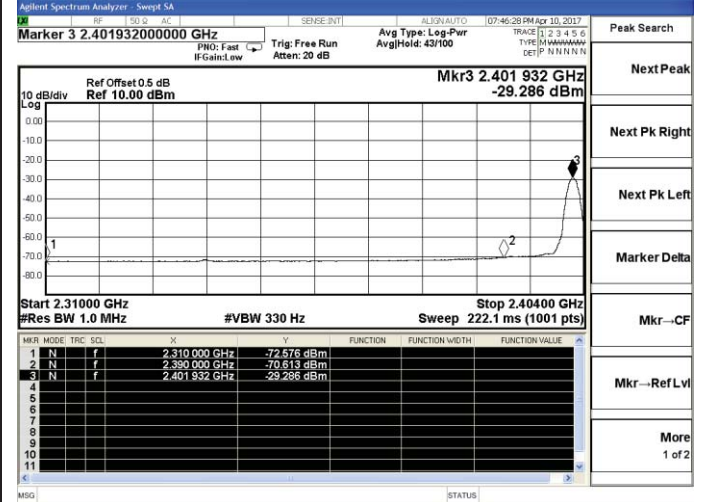 Agilent Spectrum Analyzer - Swept SA
RF 50 Ω AC SENSE:INT ALIGN AUTO 07:46:28 PM Apr 10, 2017
Marker 3 2.401932000000 GHz
PNO: Fast
IFGain:Low
Trig: Free Run
Atten: 20 dB
Avg Type: Log-Pwr
Avg|Hold: 43/100
TRACE 1 2 3 4 5 6
TYPE M WWWWW
DET P N N N N N
Peak Search
Next Peak
Next Pk Right
Next Pk Left
Marker Delta
Mkr→CF
Mkr→Ref Lvl
More
1 of 2
Ref Offset 0.5 dB
10 dB/div Ref 10.00 dBm
Log
Mkr3 2.401 932 GHz
-29.286 dBm
0.00
-10.0
-20.0
-30.0
-40.0
-50.0
-60.0
-70.0
-80.0
1
2
3
Start 2.31000 GHz Stop 2.40400 GHz
#Res BW 1.0 MHz #VBW 330 Hz Sweep 222.1 ms (1001 pts)
MKR MODE TRC SCL X Y FUNCTION FUNCTION WIDTH FUNCTION VALUE
1 N f 2.310 000 GHz -72.576 dBm
2 N f 2.390 000 GHz -70.613 dBm
3 N f 2.401 932 GHz -29.286 dBm
4
5
6
7
8
9
10
11
MSG STATUS